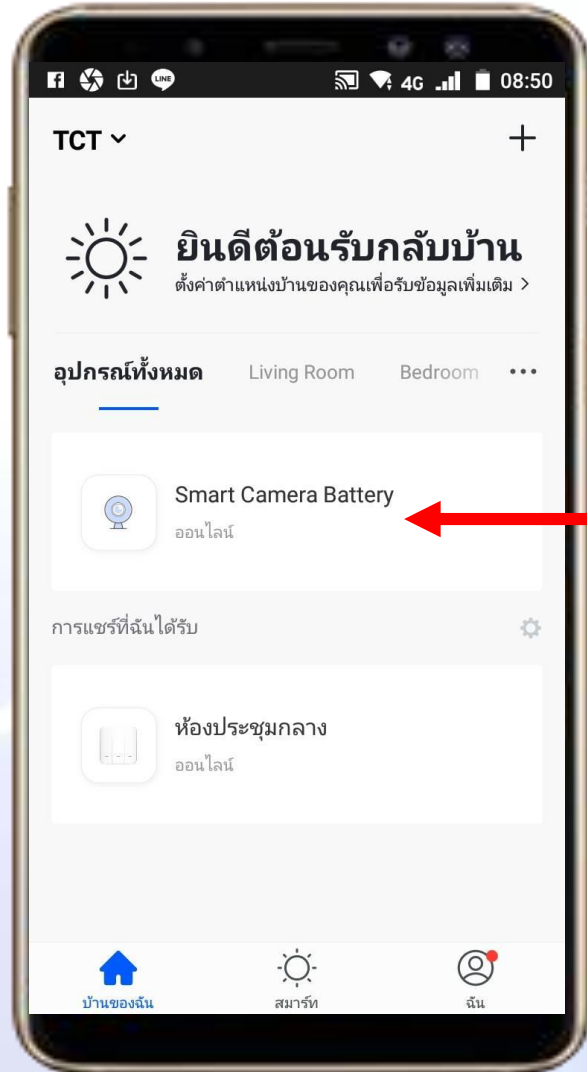 LINE
4G
08:50
TCT
ยินดีต้อนรับกลับบ้าน
ตั้งค่าตำแหน่งบ้านของคุณเพื่อรับข้อมูลเพิ่มเติม >
อุปกรณ์ทั้งหมด Living Room Bedroom
Smart Camera Battery
ออนไลน์
การแชร์ที่ฉันได้รับ
ห้องประชุมกลาง
ออนไลน์
บ้านของฉัน สมาร์ท ฉัน